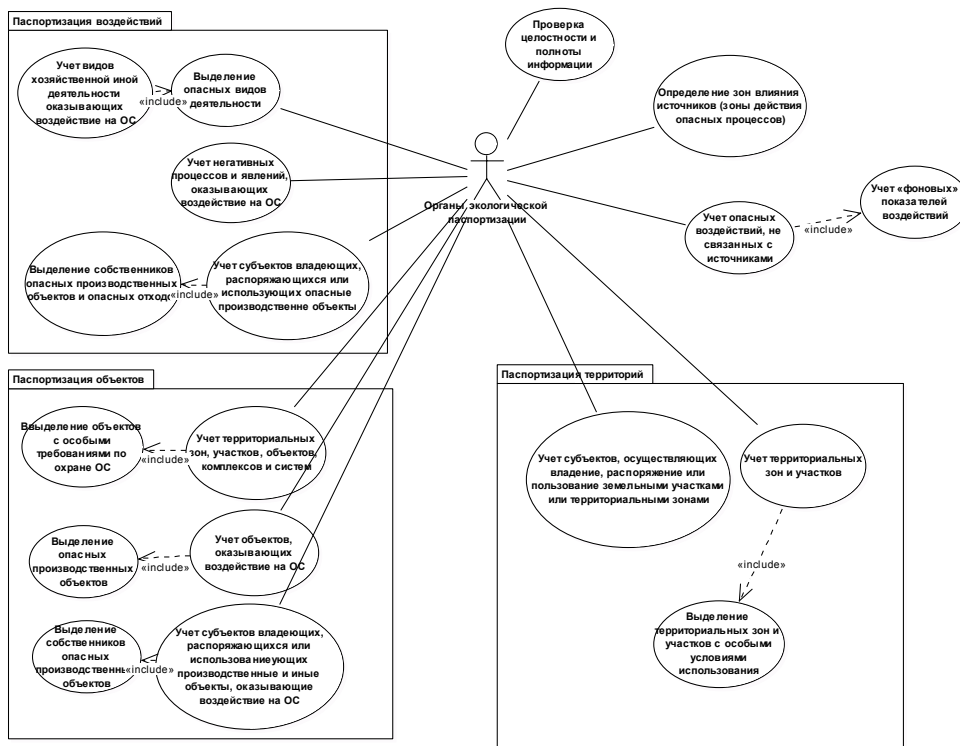 Паспортизация воздействий
Учет видов
хозяйственной иной
деятельности
оказывающих
воздействие на ОС
«include»
Выделение
опасных видов
деятельности
Учет негативных
процессов и явлений,
оказывающих
воздействие на ОС
Выделение собственников
опасных производственных
объектов и опасных отходо
«include»
Учет субъектов владеющих,
распоряжающихся или
использующих опасные
производственне объекты
Проверка
целостности и
полноты
информации
Определение зон влияния
источников (зоны действия
опасных процессов)
Органы экологической
паспортизации
Учет опасных
воздействий, не
связанных с
источниками
«include»
Учет «фоновых»
показателей
воздействий
Паспортизация объектов
Ввыделение объектов
с особыми
требованиями по
охране ОС
«include»
Учет территориальных
зон, участков, объектов,
комплексов и систем
Выделение
опасных
производственных
объектов
«include»
Учет объектов,
оказывающих
воздействие на ОС
Выделение
собственников
опасных
производственны
объектов
«include»
Учет субъектов владеющих,
распоряжающихся или
использованиеующих
производственные и иные
объекты, оказывающие
воздействие на ОС
Паспортизация территорий
Учет субъектов, осуществляющих
владение, распоряжение или
пользование земельными участками
или территориальными зонами
Учет территориальных
зон и участков
«include»
Выделение
территориальных зон и
участков с особыми
условиями
использования